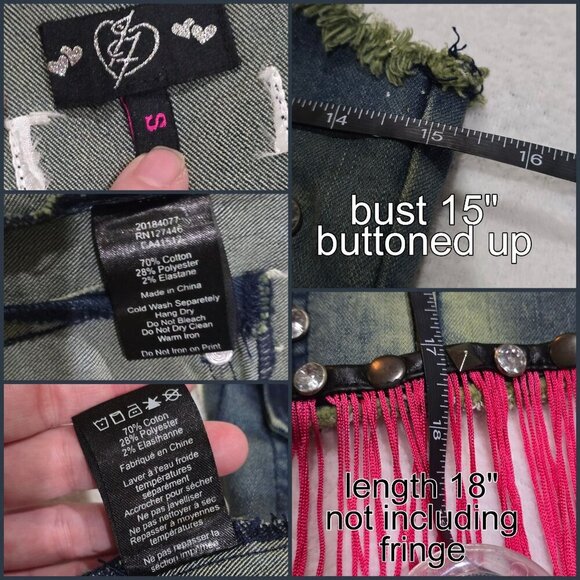 S
20184077
RN127446
CA41512
70% Cotton
28% Polyester
2% Elastane
Made in China
Cold Wash Separately
Hang Dry
Do Not Bleach
Do Not Dry Clean
Warm Iron
Do Not Iron on Print
70% Coton
28% Polyester
2% Elasthanne
Fabriqué en Chine
Laver à l'eau froide
températures
séparément
Accrocher pour sécher
Ne pas javelliser
Ne pas nettoyer à sec
Repasser à moyennes
températures
Ne pas repasser la
section imprimée
14 15 16
bust 15"
buttoned up
17
18
length 18"
not including
fringe